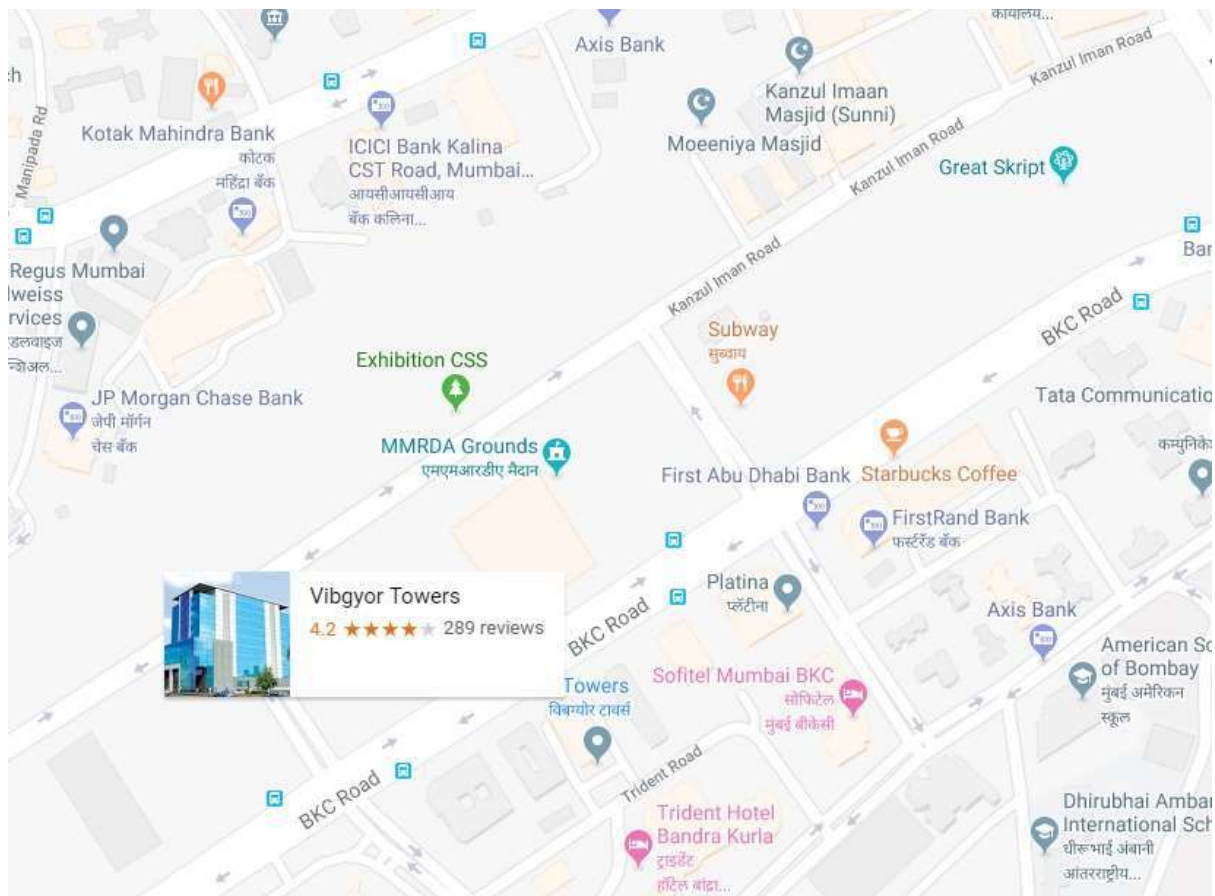 कार्यालय...
Axis Bank
Kanzul Iman Road
Kanzul Imaan
Masjid (Sunni)
Moeeniya Masjid
Manipada Rd
Kotak Mahindra Bank
कोटक
महिंद्रा बँक
ICICI Bank Kalina
CST Road, Mumbai...
आयसीआयसीआय
बँक कलिना...
Kanzul Iman Road
Great Skript
Regus Mumbai
Kanzul Iman Road
BKC Road
Subway
सुब्वाय
Exhibition CSS
JP Morgan Chase Bank
जेपी मॉर्गन
चेस बँक
MMRDA Grounds
एमएमआरडीए मैदान
Tata Communicatio
First Abu Dhabi Bank
Starbucks Coffee
FirstRand Bank
फर्स्टरँड बँक
Platina
प्लॅटीना
Vibgyor Towers
4.2
289 reviews
BKC Road
Axis Bank
American Sc
of Bombay
मुंबई अमेरिकन
स्कूल
Sofitel Mumbai BKC
सोफिटेल
मुंबई बीकेसी
Towers
विबग्योर टावर्स
Trident Road
BKC Road
Trident Hotel
Bandra Kurla
ट्राइडेंट
हॉटेल बांद्रा...
Dhirubhai Ambar
International Sch
धीरूभाई अंबानी
आंतरराष्ट्रीय...